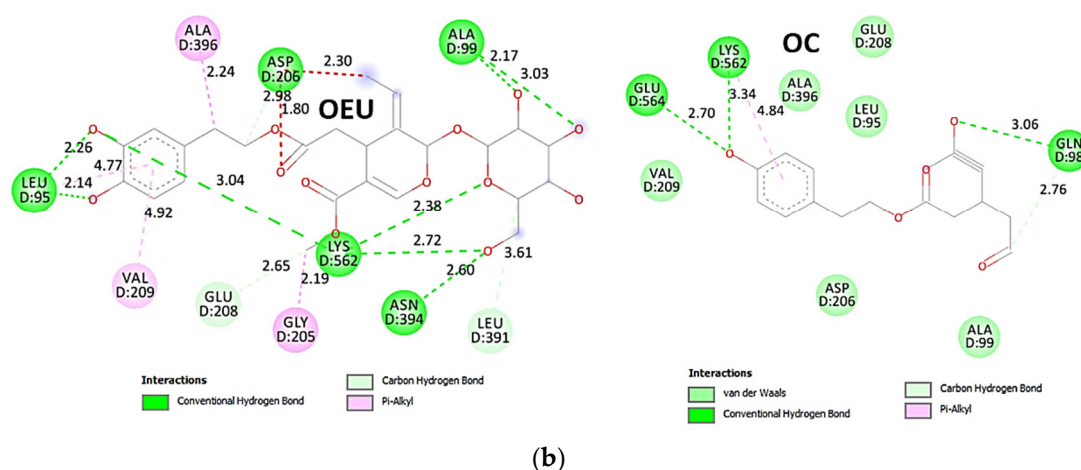 ALA
D:396
2.24
ASP
D:206
2.30
2.98
1.80
OEU
ALA
D:99
2.17
3.03
LEU
D:95
2.26
4.77
2.14
4.92
3.04
2.38
VAL
D:209
LYS
D:562
2.72
2.60
3.61
GLU
D:208
2.65
2.19
GLY
D:205
ASN
D:394
LEU
D:391
O
O
O
O
O
O
O
O
O
O
O
O
O
Interactions
Conventional Hydrogen Bond
Carbon Hydrogen Bond
Pi-Alkyl
LYS
D:562
OC
GLU
D:208
GLU
D:564
2.70
3.34
4.84
ALA
D:396
LEU
D:95
VAL
D:209
3.06
GLN
D:98
2.76
ASP
D:206
ALA
D:99
O
O
O
O
O
Interactions
van der Waals
Conventional Hydrogen Bond
Carbon Hydrogen Bond
Pi-Alkyl
(b)